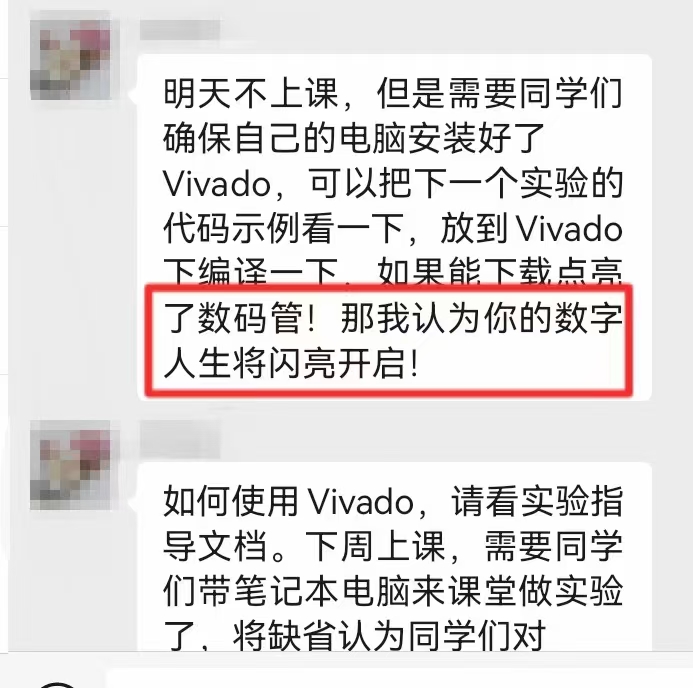 明天不上课，但是需要同学们
确保自己的电脑安装好了
Vivado，可以把下一个实验的
代码示例看一下，放到Vivado
下编译一下，如果能下载点亮
了数码管！那我认为你的数字
人生将闪亮开启！
如何使用Vivado，请看实验指
导文档。下周上课，需要同学
们带笔记本电脑来课堂做实验
了，将缺省认为同学们对